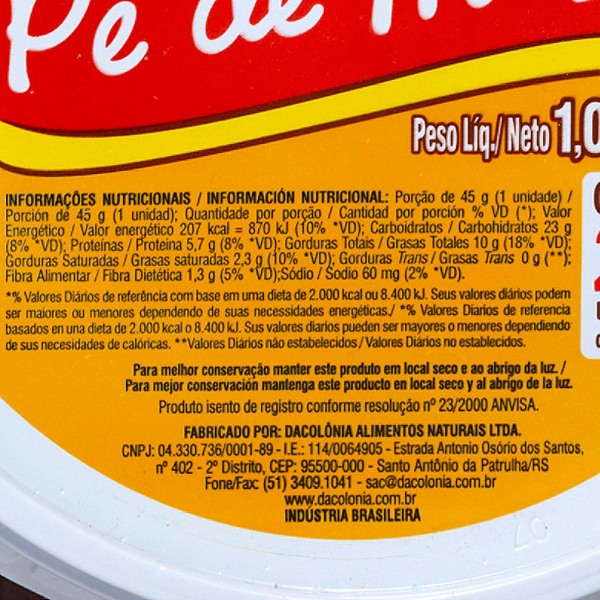 Pé de M
Peso Líq./Neto 1,0
INFORMAÇÕES NUTRICIONAIS / INFORMACIÓN NUTRICIONAL: Porção de 45 g (1 unidade) /
Porción de 45 g (1 unidad); Quantidade por porção / Cantidad por porción % VD (*); Valor
Energético / Valor energético 207 kcal = 870 kJ (10% *VD); Carboidratos / Carbohidratos 23 g
(8% *VD); Proteínas / Proteina 5,7 g (8% *VD); Gorduras Totais / Grasas Totales 10 g (18% *VD);
Gorduras Saturadas / Grasas saturadas 2,3 g (10% *VD); Gorduras Trans / Grasas Trans 0 g (**);
Fibra Alimentar / Fibra Dietética 1,3 g (5% *VD);Sódio / Sodio 60 mg (2% *VD).
*% Valores Diários de referência com base em uma dieta de 2.000 kcal ou 8.400 kJ. Seus valores diários podem
ser maiores ou menores dependendo de suas necessidades energéticas./ *% Valores Diarios de referencia
basados en una dieta de 2.000 kcal o 8.400 kJ. Sus valores diarios pueden ser mayores o menores dependiendo
de sus necesidades de calóricas. **Valores Diários não estabelecidos / Valores Diários no establecidos.
Para melhor conservação manter este produto em local seco e ao abrigo da luz. /
Para mejor conservación mantenga este producto en local seco y al abrigo de la luz.
Produto isento de registro conforme resolução nº 23/2000 ANVISA.
FABRICADO POR: DACOLÔNIA ALIMENTOS NATURAIS LTDA.
CNPJ: 04.330.736/0001-89 - I.E.: 114/0064905 - Estrada Antonio Osório dos Santos,
nº 402 - 2º Distrito, CEP: 95500-000 - Santo Antônio da Patrulha/RS
Fone/Fax: (51) 3409.1041 - sac@dacolonia.com.br
www.dacolonia.com.br
INDÚSTRIA BRASILEIRA